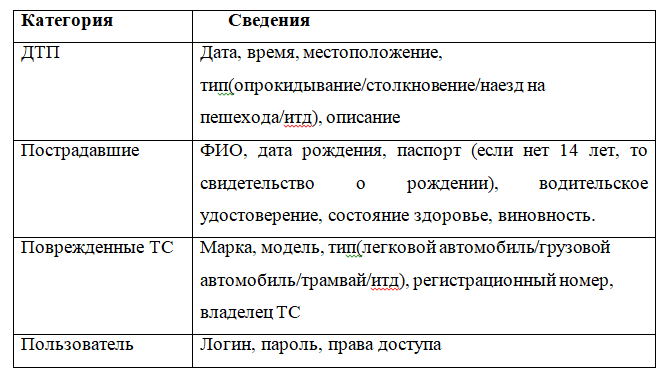 Категория Сведения
ДТП Дата, время, местоположение,
тип(опрокидывание/столкновение/наезд на
пешехода/итд), описание
Пострадавшие ФИО, дата рождения, паспорт (если нет 14 лет, то
свидетельство о рождении), водительское
удостоверение, состояние здоровье, виновность.
Поврежденные ТС Марка, модель, тип(легковой автомобиль/грузовой
автомобиль/трамвай/итд), регистрационный номер,
владелец ТС
Пользователь Логин, пароль, права доступа